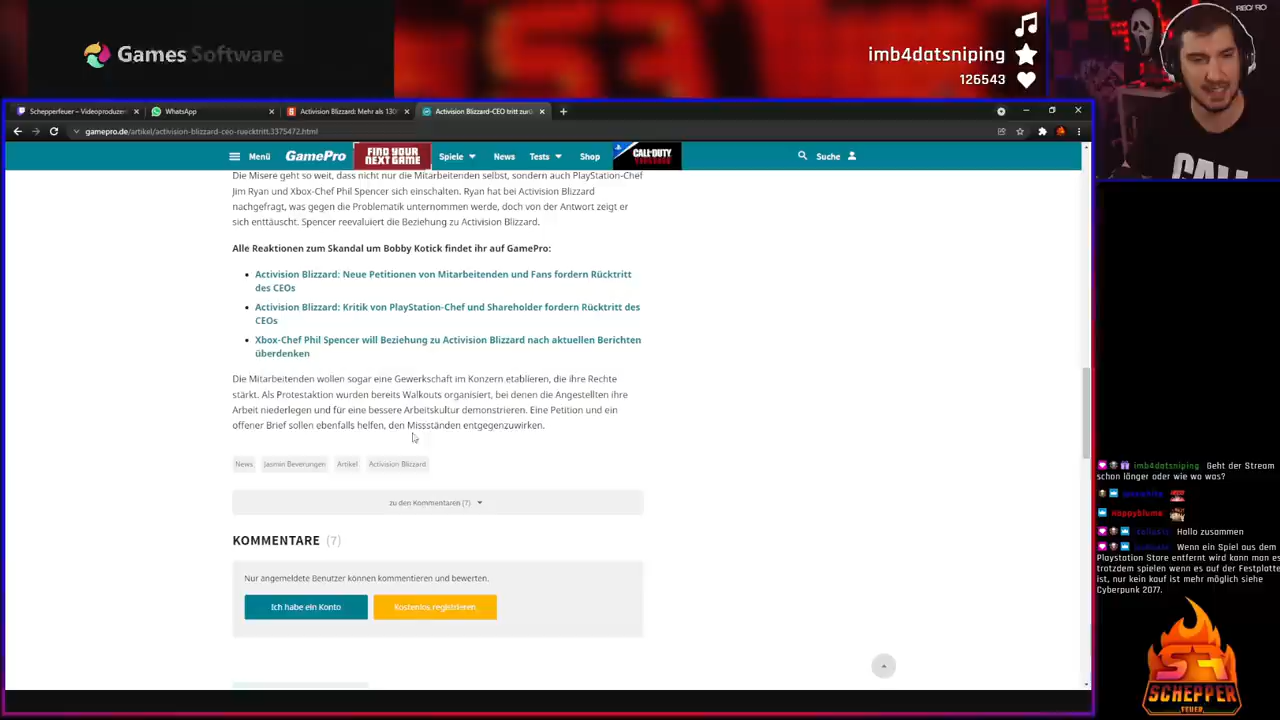 Games Software
imb4datsniping
126543
Schepperfeuer – Videoproduzent
WhatsApp
Activision Blizzard: Mehr als 130
Activision Blizzard-CEO tritt zurü
gamepro.de/artikel/activision-blizzard-ceo-ruecktritt,3375472.html
Menü
GamePro
FIND YOUR
NEXT GAME
Spiele
News
Tests
Shop
CALL·DUTY
Suche
Die Misere geht so weit, dass nicht nur die Mitarbeitenden selbst, sondern auch PlayStation-Chef
Jim Ryan und Xbox-Chef Phil Spencer sich einschalten. Ryan hat bei Activision Blizzard
nachgefragt, was gegen die Problematik unternommen werde, doch von der Antwort zeigt er
sich enttäuscht. Spencer reevaluiert die Beziehung zu Activision Blizzard.
Alle Reaktionen zum Skandal um Bobby Kotick findet ihr auf GamePro:
Activision Blizzard: Neue Petitionen von Mitarbeitenden und Fans fordern Rücktritt
des CEOs
Activision Blizzard: Kritik von PlayStation-Chef und Shareholder fordern Rücktritt des
CEOs
Xbox-Chef Phil Spencer will Beziehung zu Activision Blizzard nach aktuellen Berichten
überdenken
Die Mitarbeitenden wollen sogar eine Gewerkschaft im Konzern etablieren, die ihre Rechte
stärkt. Als Protestaktion wurden bereits Walkouts organisiert, bei denen die Angestellten ihre
Arbeit niederlegen und für eine bessere Arbeitskultur demonstrieren. Eine Petition und ein
offener Brief sollen ebenfalls helfen, den Missständen entgegenzuwirken.
News
Jasmin Beverungen
Artikel
Activision Blizzard
zu den Kommentaren (7)
KOMMENTARE (7)
Nur angemeldete Benutzer können kommentieren und bewerten.
Ich habe ein Konto
Kostenlos registrieren
imb4datsniping Geht der Stream
schon länger oder wie wo was?
Happyblume
Hallo zusammen
Wenn ein Spiel aus dem
Playstation Store entfernt wird kann man es
trotzdem spielen wenn es auf der Festplatte
ist, nur kein kauf ist mehr möglich siehe
Cyberpunk 2077.
SF
SCHEPPER
FEUER